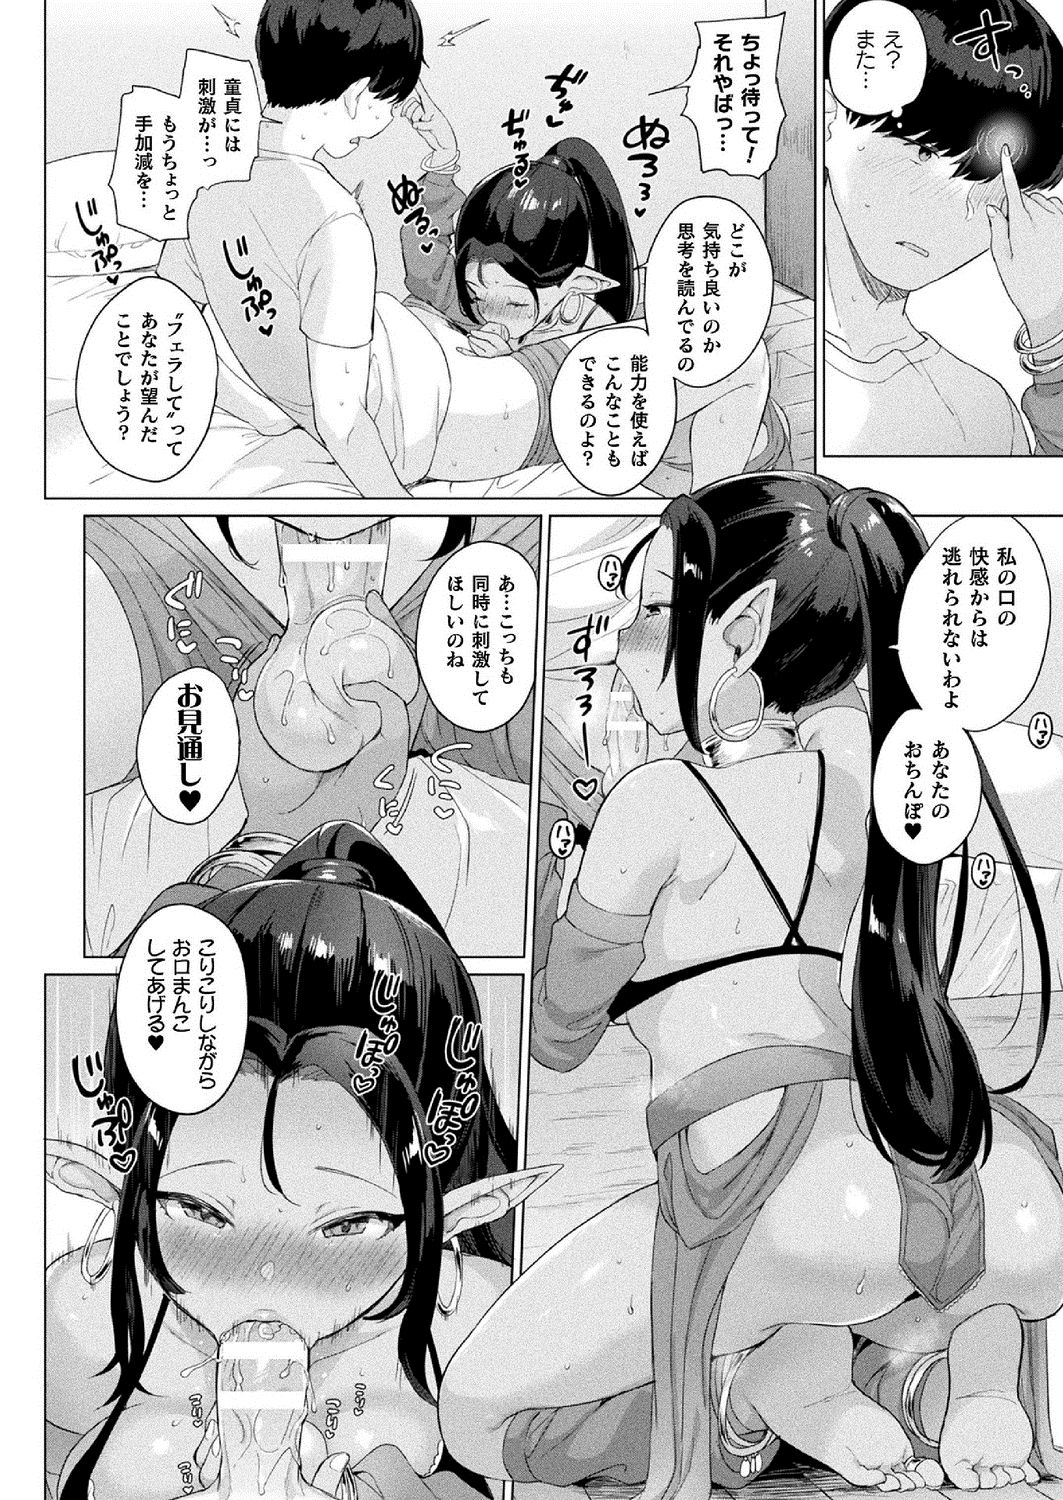 すっ…
え？
また…
ちょっ待って！
それやばっ…
どこが
気持ち良いのか
思考を読んでるの
能力を使えば
こんなことも
できるのよ？
ぬろろ♥
ぢゅ♥
ぢゅる♥
ぬるっ♥
童貞には
刺激が…っ
もうちょっと
手加減を…
じゅぷっ♥
じゅぷっ♥
〝フェラして〟って
あなたが望んだ
ことでしょう？
私の口の
快感からは
逃れられないわよ
あなたの
おちんぽ♥
ハァ♥
ハァ♥
ハァ♥
ハァ♥
ずろろー♡
あ…こっちも
同時に刺激して
ほしいのね
お見通し♥
こりこりしながら
お口まんこ
してあげる♥
じゅぽっ♥
じゅぽっ♥
じゅぷっ♥
こり♥
こり♥
こり♥